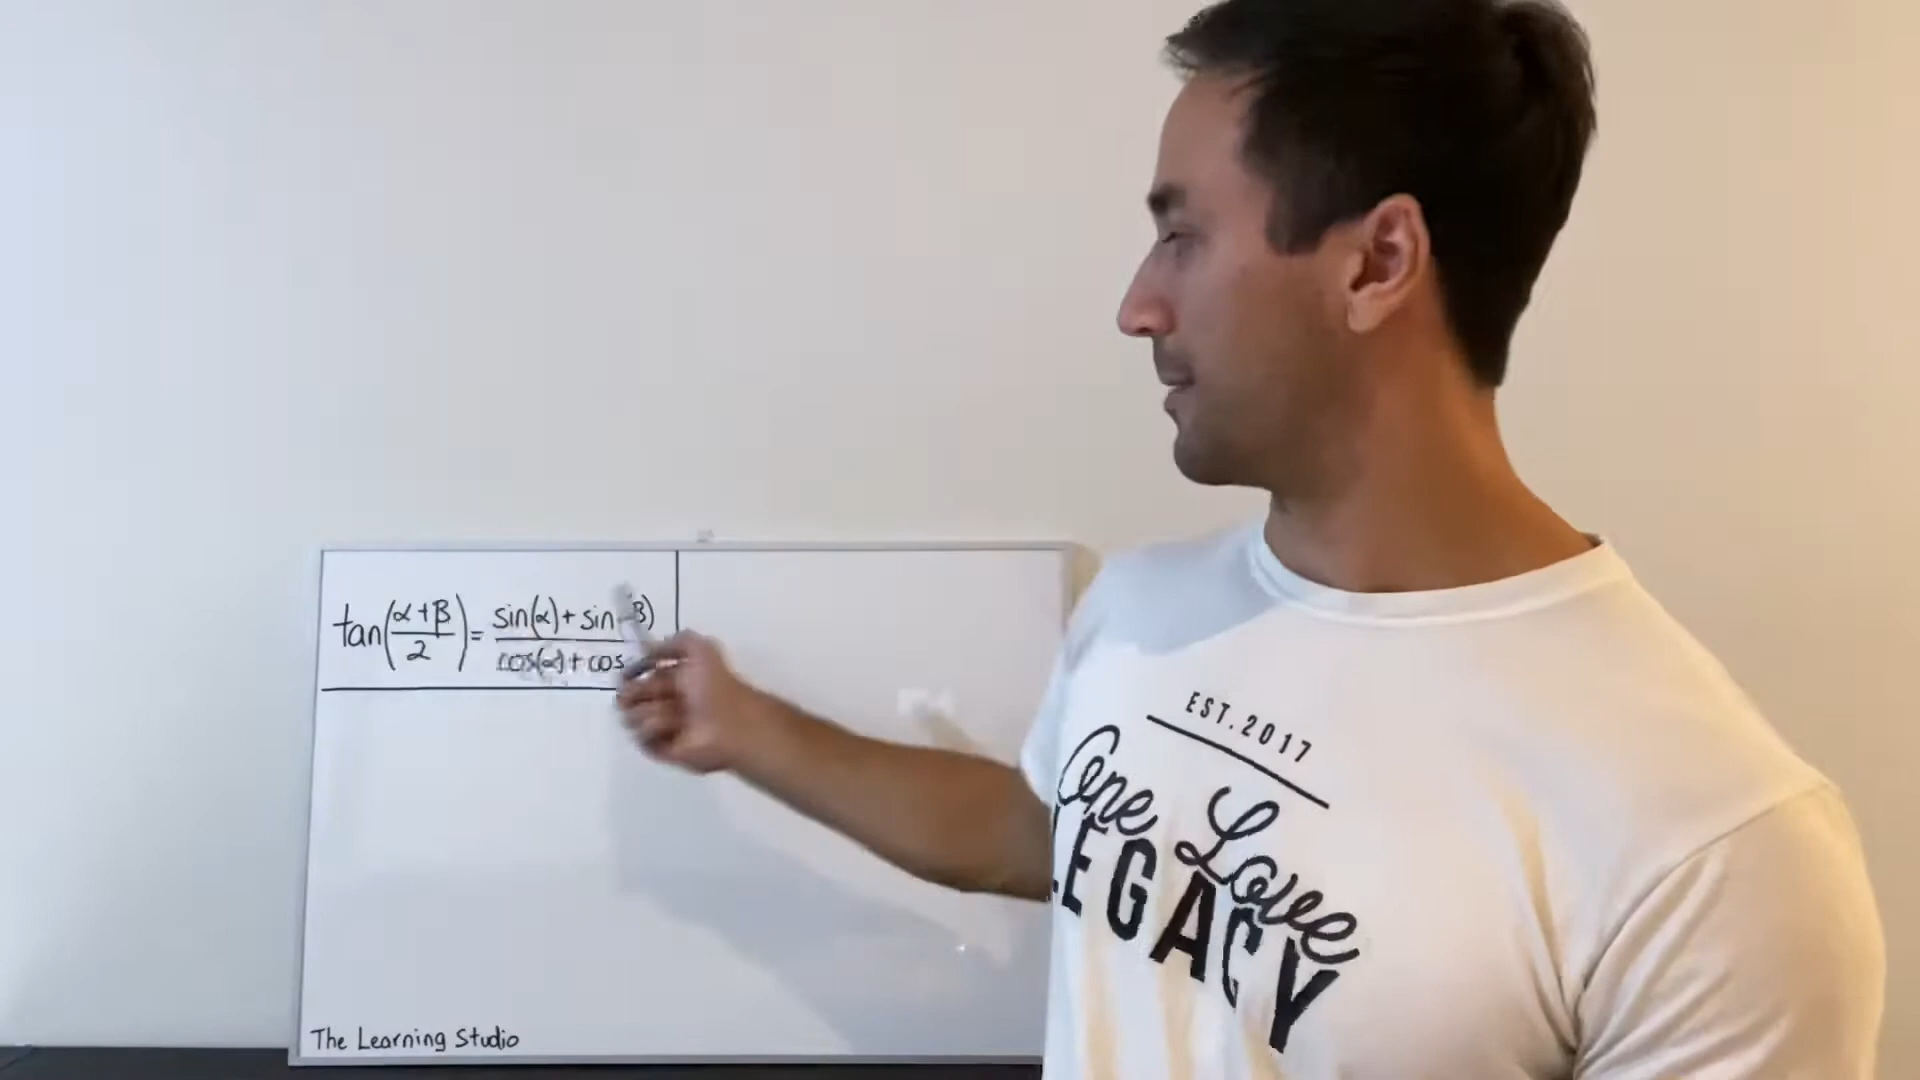 tan(α+β/2) = sin(α) + sin β)/cos(α) + cos
The Learning Studio
EST. 2017
One Love
LEGACY